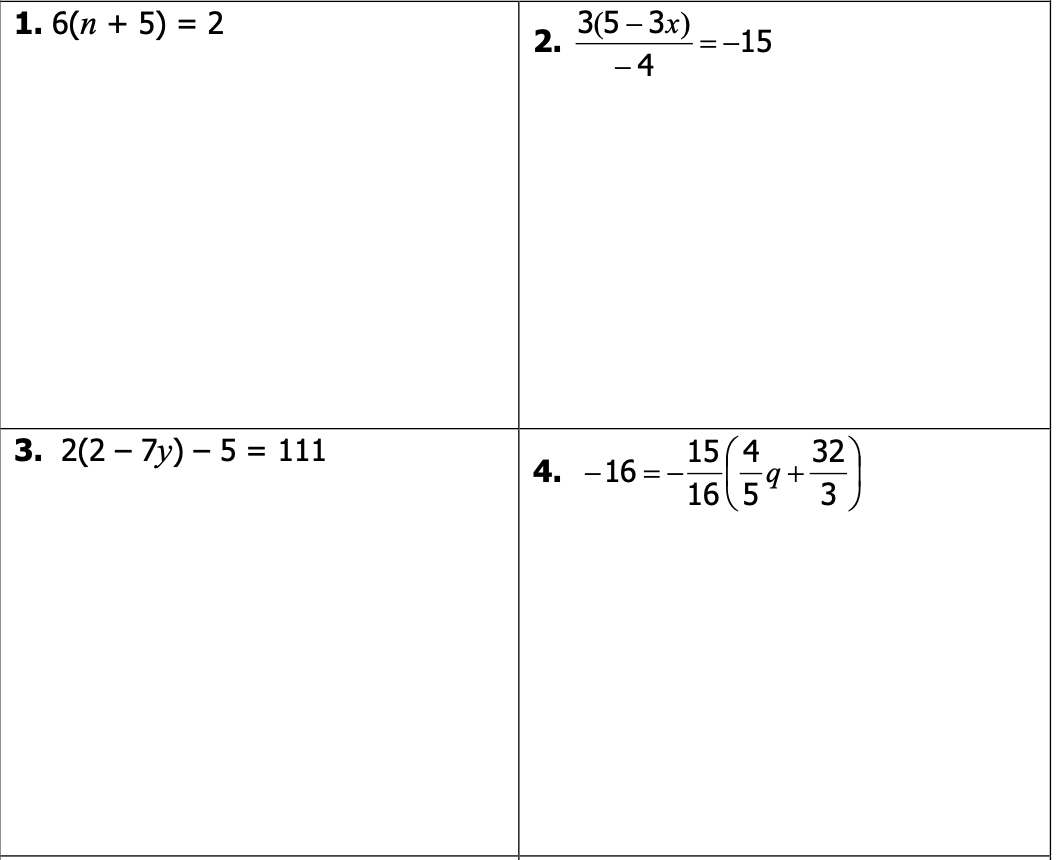 1. 6(n + 5) = 2
2. 3(5 – 3x) / –4 = –15
3. 2(2 – 7y) – 5 = 111
4. –16 = –15/16(4/5 q + 32/3)